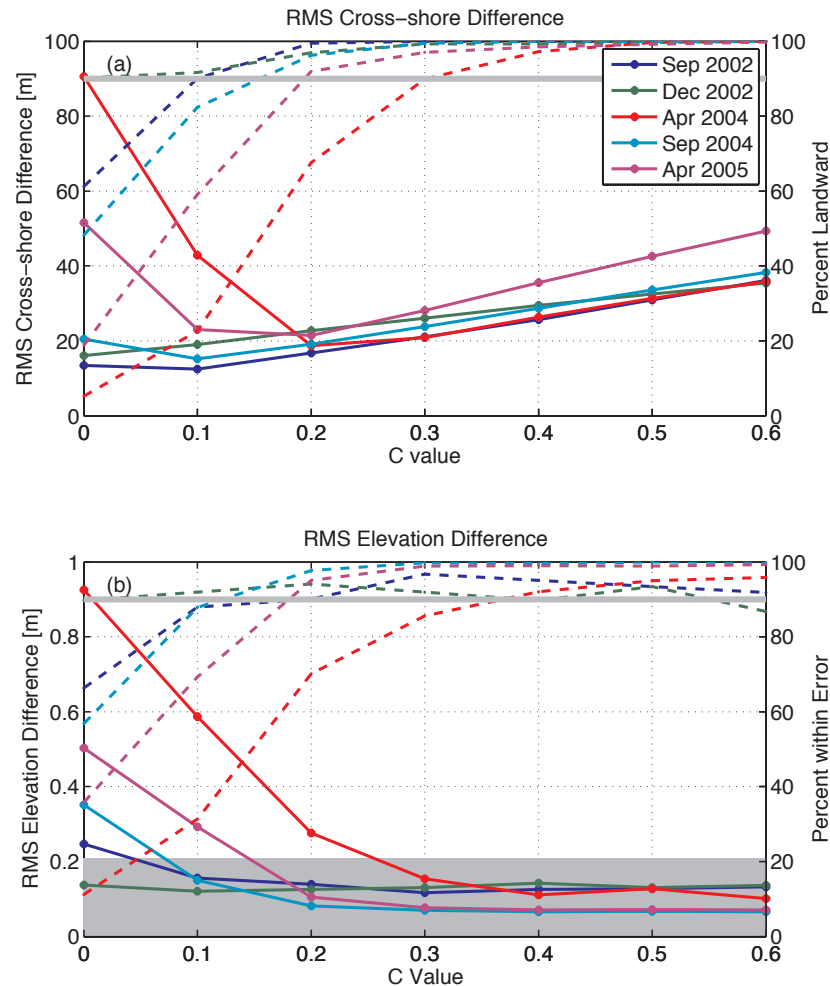 RMS Cross−shore Difference
(a)
RMS Cross−shore Difference [m]
100
80
60
40
20
0
Sep 2002
Dec 2002
Apr 2004
Sep 2004
Apr 2005
100
80
60
40
20
0
Percent Landward
0 0.1 0.2 0.3 0.4 0.5 0.6
C value
RMS Elevation Difference
(b)
RMS Elevation Difference [m]
1
0.8
0.6
0.4
0.2
0
100
80
60
40
20
0
Percent within Error
0 0.1 0.2 0.3 0.4 0.5 0.6
C Value